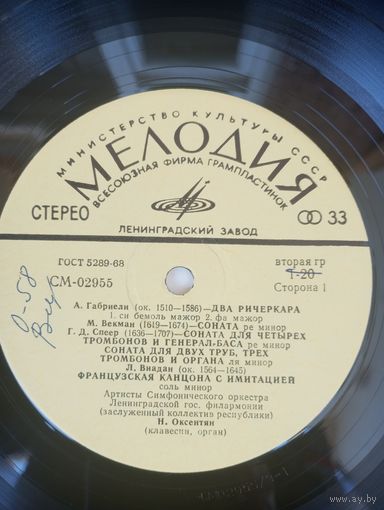 МИНИСТЕРСТВО КУЛЬТУРЫ СССР
МЕЛОДИЯ
ВСЕСОЮЗНАЯ ФИРМА ГРАМПЛАСТИНОК
СТЕРЕО
33
ЛЕНИНГРАДСКИЙ ЗАВОД
ГОСТ 5289-68
вторая гр
1-20
СМ-02955
Сторона 1
0-58
А. Габриели (ок. 1510—1586)—ДВА РИЧЕРКАРА
1. си бемоль мажор 2. фа мажор
М. Векман (1619—1674)—СОНАТА ре минор
Г. Д. Спеер (1636—1707)—СОНАТА ДЛЯ ЧЕТЫРЕХ
ТРОМБОНОВ И ГЕНЕРАЛ-БАСА ре минор
СОНАТА ДЛЯ ДВУХ ТРУБ, ТРЕХ
ТРОМБОНОВ И ОРГАНА ля минор
Л. Виадан (ок. 1564—1645)
ФРАНЦУЗСКАЯ КАНЦОНА С ИМИТАЦИЕЙ
соль минор
Артисты Симфонического оркестра
Ленинградской гос. филармонии
(заслуженный коллектив республики)
Н. Оксентян
(клавесин, орган)
www.ay.by